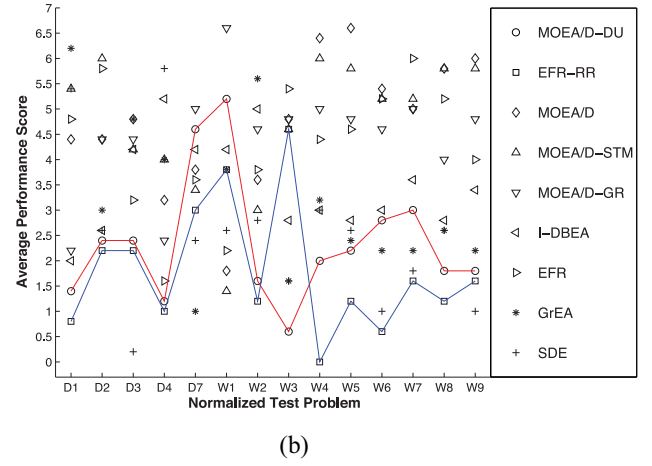 7
6.5
6
5.5
5
4.5
4
3.5
3
2.5
2
1.5
1
0.5
0
Average Performance Score
D1 D2 D3 D4 D7 W1 W2 W3 W4 W5 W6 W7 W8 W9
Normalized Test Problem
MOEA/D−DU
EFR−RR
MOEA/D
MOEA/D−STM
MOEA/D−GR
I−DBEA
EFR
GrEA
SDE
(b)